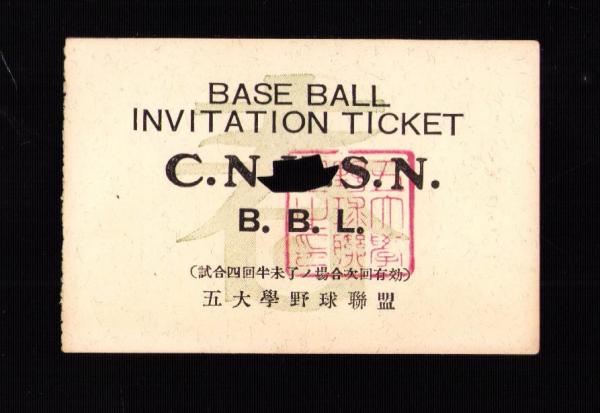 BASE BALL
INVITATION TICKET
C.N. S.N.
B. B. L.
(試合四回半未了ノ場合次回有効)
五大學野球聯盟